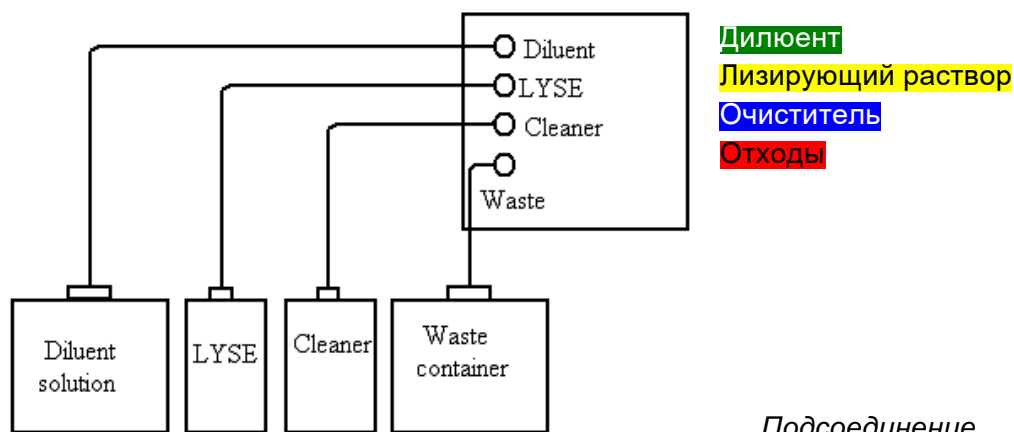 Diluent
LYSE
Cleaner
Waste
Дилюент
Лизирующий раствор
Очиститель
Отходы
Diluent
solution
LYSE
Cleaner
Waste
container
Подсоединение